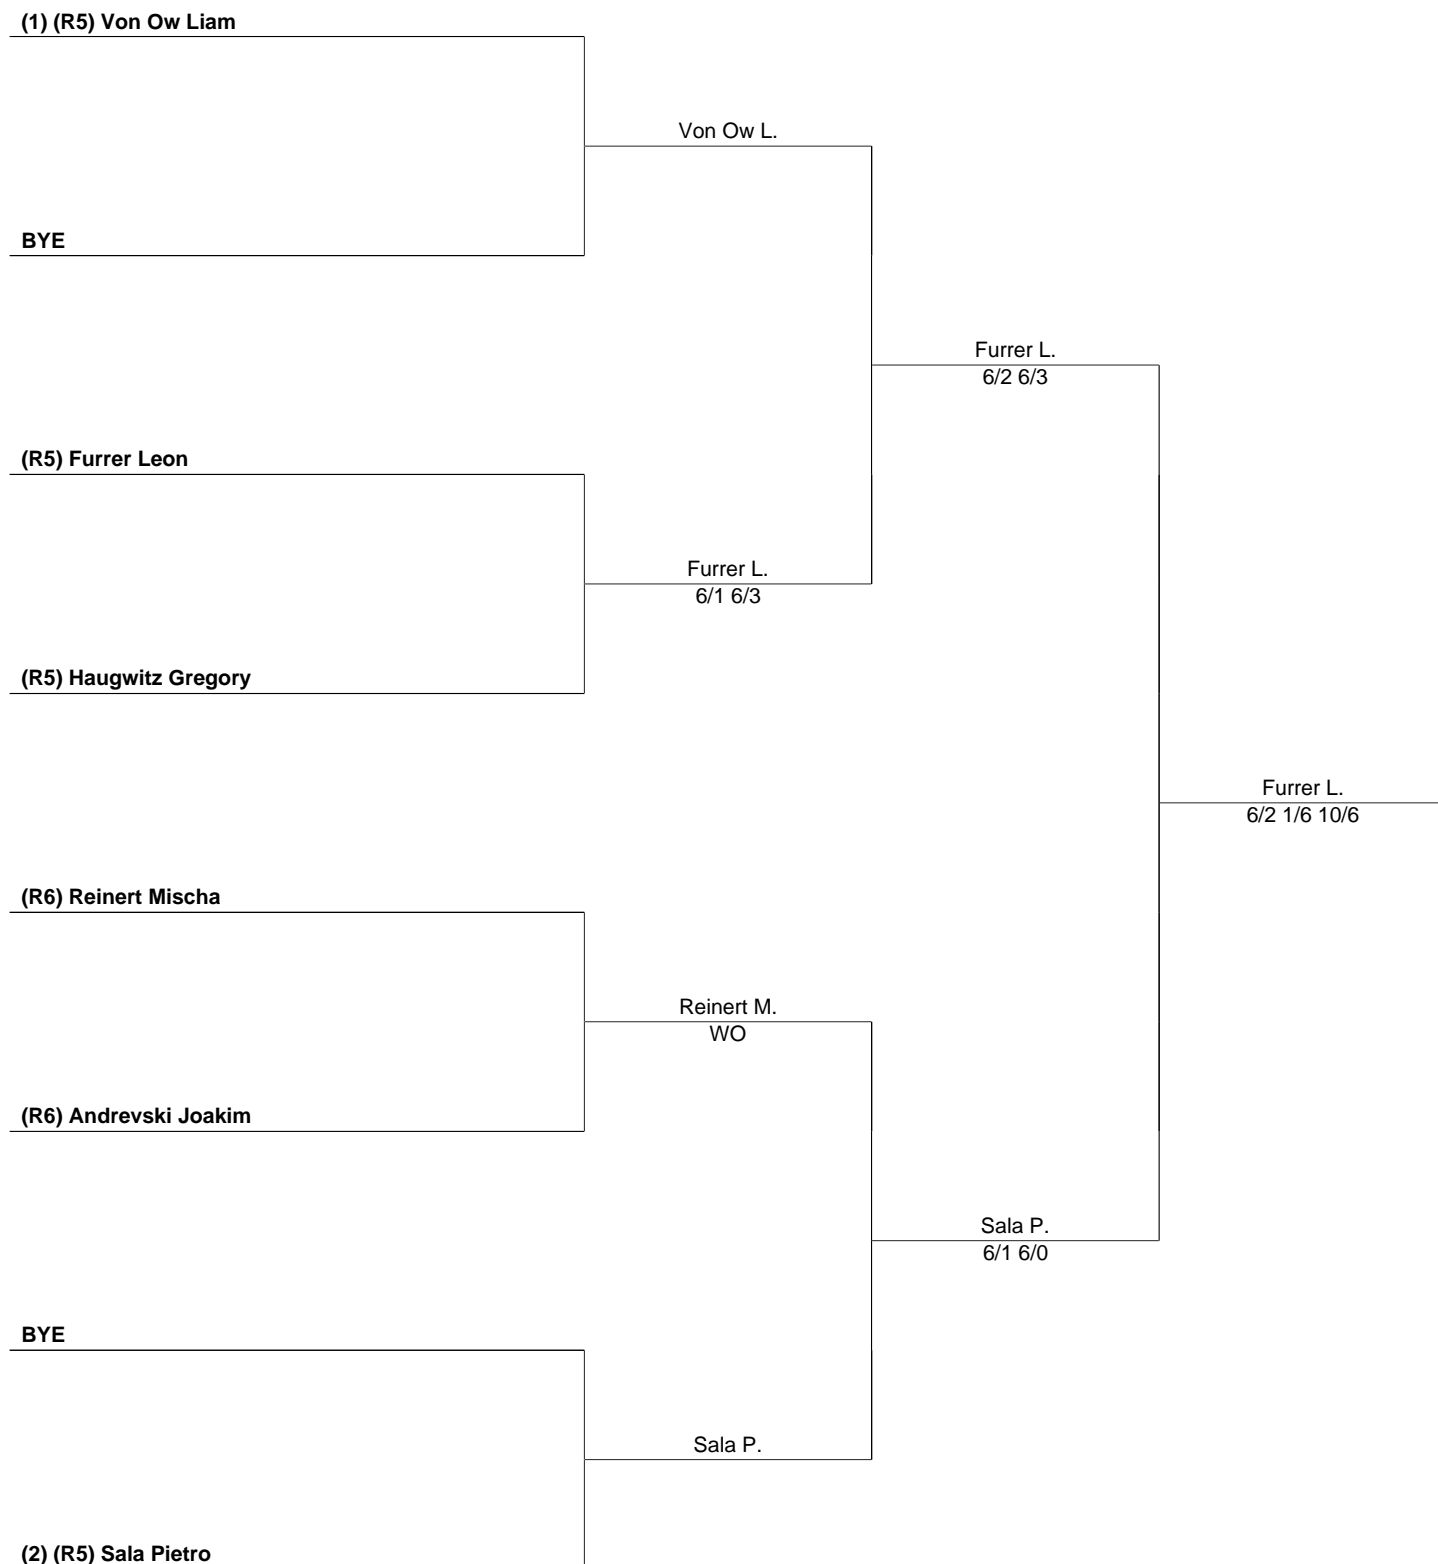 (1) (R5) Von Ow Liam
Von Ow L.
BYE
Furrer L.
6/2 6/3
(R5) Furrer Leon
Furrer L.
6/1 6/3
(R5) Haugwitz Gregory
Furrer L.
6/2 1/6 10/6
(R6) Reinert Mischa
Reinert M.
WO
(R6) Andrevski Joakim
Sala P.
6/1 6/0
BYE
Sala P.
(2) (R5) Sala Pietro